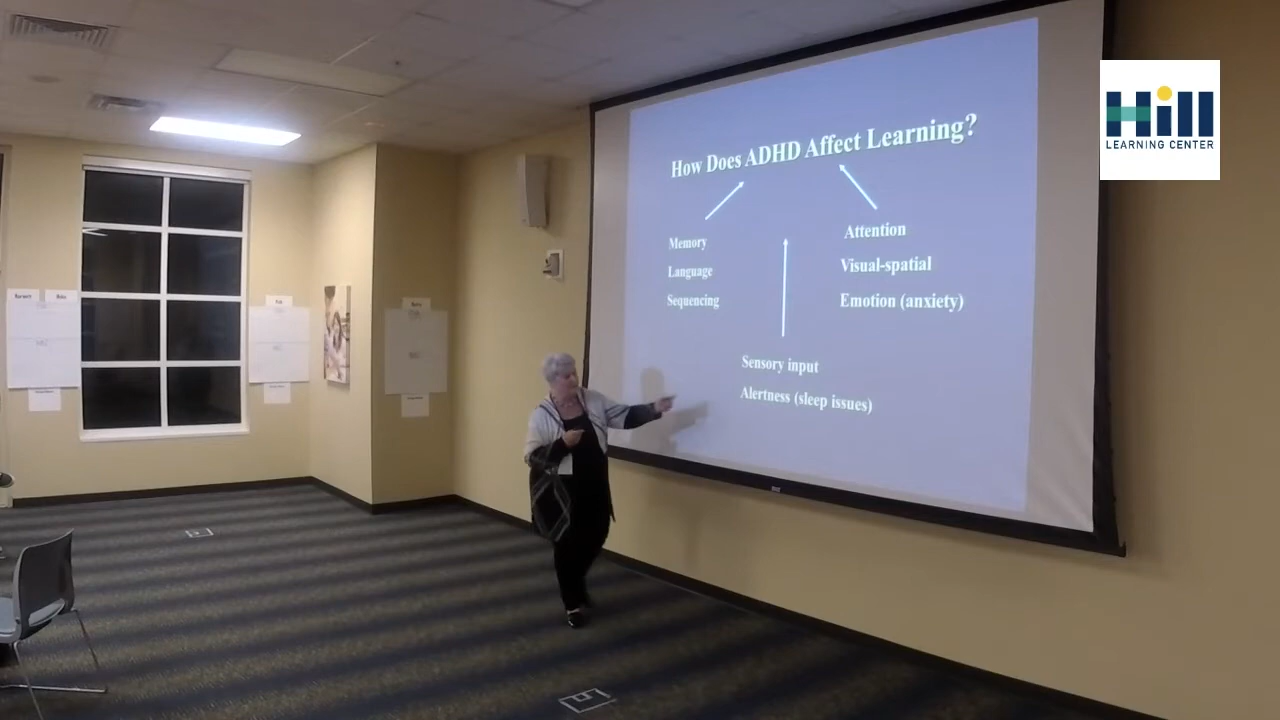 How Does ADHD Affect Learning?
Memory
Language
Sequencing
Attention
Visual-spatial
Emotion (anxiety)
Sensory input
Alertness (sleep issues)
Hill
LEARNING CENTER